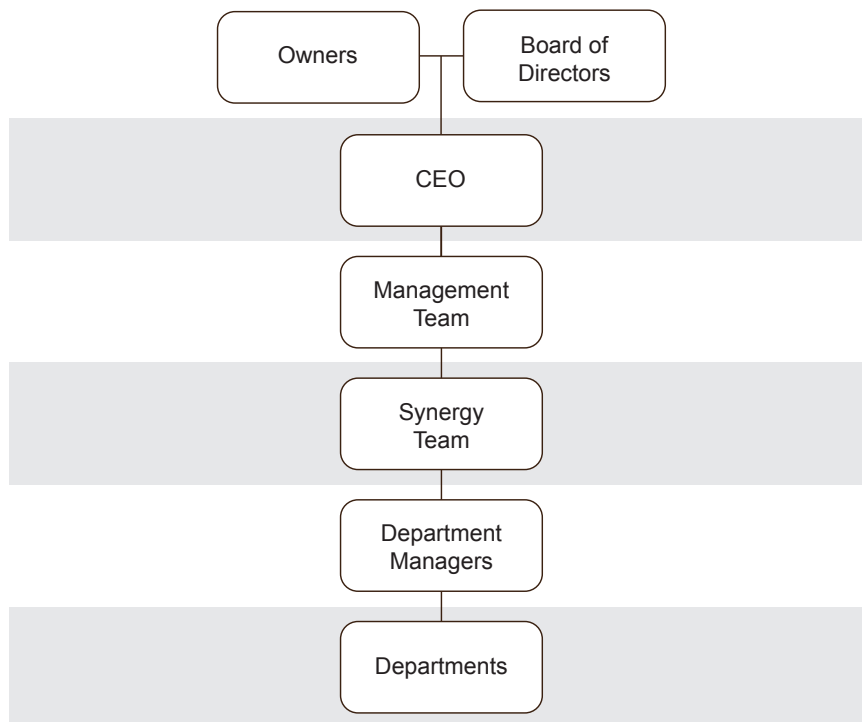 Owners
Board of
Directors
CEO
Management
Team
Synergy
Team
Department
Managers
Departments